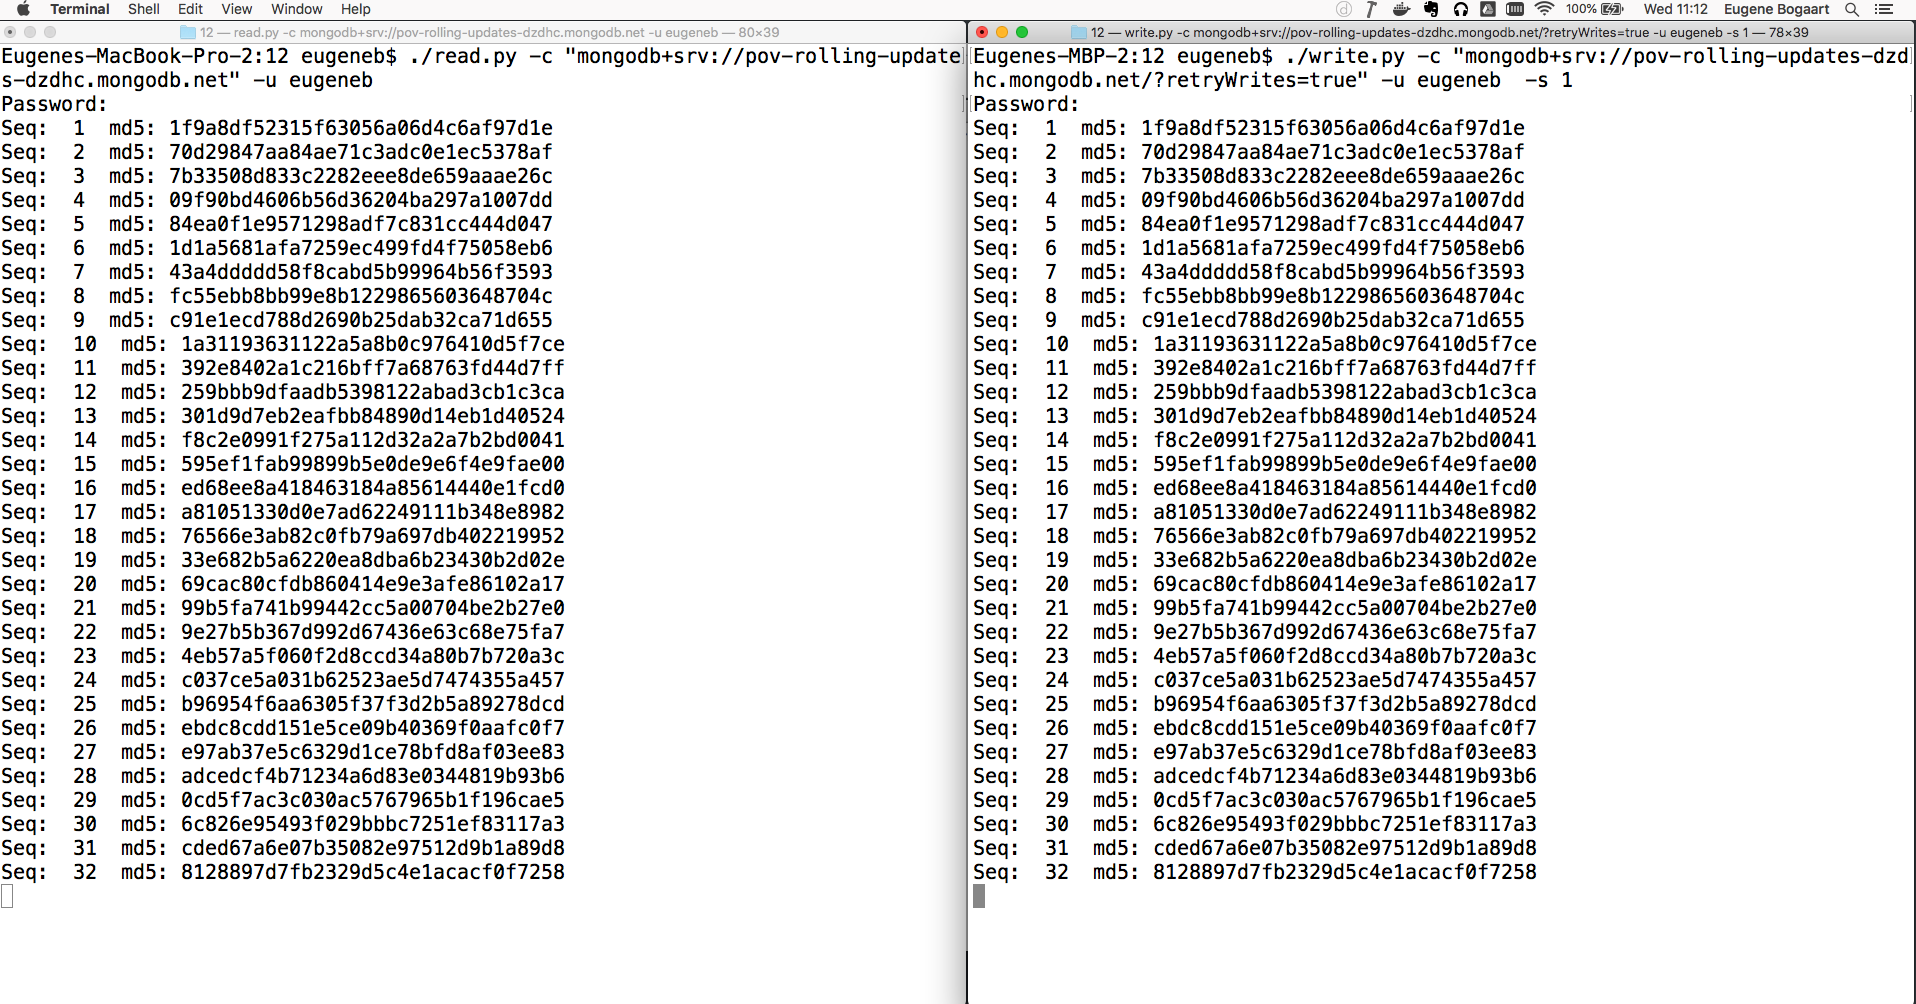 Terminal Shell Edit View Window Help 100% Wed 11:12 Eugene Bogaart
12 — read.py -c mongodb+srv://pov-rolling-updates-dzdhc.mongodb.net -u eugeneb — 80×39
Eugenes-MacBook-Pro-2:12 eugeneb$ ./read.py -c "mongodb+srv://pov-rolling-update
s-dzdhc.mongodb.net" -u eugeneb
Password:
Seq:  1  md5: 1f9a8df52315f63056a06d4c6af97d1e
Seq:  2  md5: 70d29847aa84ae71c3adc0e1ec5378af
Seq:  3  md5: 7b33508d833c2282eee8de659aaae26c
Seq:  4  md5: 09f90bd4606b56d36204ba297a1007dd
Seq:  5  md5: 84ea0f1e9571298adf7c831cc444d047
Seq:  6  md5: 1d1a5681afa7259ec499fd4f75058eb6
Seq:  7  md5: 43a4ddddd58f8cabd5b99964b56f3593
Seq:  8  md5: fc55ebb8bb99e8b1229865603648704c
Seq:  9  md5: c91e1ecd788d2690b25dab32ca71d655
Seq:  10  md5: 1a31193631122a5a8b0c976410d5f7ce
Seq:  11  md5: 392e8402a1c216bff7a68763fd44d7ff
Seq:  12  md5: 259bbb9dfaadb5398122abad3cb1c3ca
Seq:  13  md5: 301d9d7eb2eafbb84890d14eb1d40524
Seq:  14  md5: f8c2e0991f275a112d32a2a7b2bd0041
Seq:  15  md5: 595ef1fab99899b5e0de9e6f4e9fae00
Seq:  16  md5: ed68ee8a418463184a85614440e1fcd0
Seq:  17  md5: a81051330d0e7ad62249111b348e8982
Seq:  18  md5: 76566e3ab82c0fb79a697db402219952
Seq:  19  md5: 33e682b5a6220ea8dba6b23430b2d02e
Seq:  20  md5: 69cac80cfdb860414e9e3afe86102a17
Seq:  21  md5: 99b5fa741b99442cc5a00704be2b27e0
Seq:  22  md5: 9e27b5b367d992d67436e63c68e75fa7
Seq:  23  md5: 4eb57a5f060f2d8ccd34a80b7b720a3c
Seq:  24  md5: c037ce5a031b62523ae5d7474355a457
Seq:  25  md5: b96954f6aa6305f37f3d2b5a89278dcd
Seq:  26  md5: ebdc8cdd151e5ce09b40369f0aafc0f7
Seq:  27  md5: e97ab37e5c6329d1ce78bfd8af03ee83
Seq:  28  md5: adcedcf4b71234a6d83e0344819b93b6
Seq:  29  md5: 0cd5f7ac3c030ac5767965b1f196cae5
Seq:  30  md5: 6c826e95493f029bbbc7251ef83117a3
Seq:  31  md5: cded67a6e07b35082e97512d9b1a89d8
Seq:  32  md5: 8128897d7fb2329d5c4e1acacf0f7258
12 — write.py -c mongodb+srv://pov-rolling-updates-dzdhc.mongodb.net/?retryWrites=true -u eugeneb -s 1 — 78×39
Eugenes-MBP-2:12 eugeneb$ ./write.py -c "mongodb+srv://pov-rolling-updates-dzd
hc.mongodb.net/?retryWrites=true" -u eugeneb  -s 1
Password:
Seq:  1  md5: 1f9a8df52315f63056a06d4c6af97d1e
Seq:  2  md5: 70d29847aa84ae71c3adc0e1ec5378af
Seq:  3  md5: 7b33508d833c2282eee8de659aaae26c
Seq:  4  md5: 09f90bd4606b56d36204ba297a1007dd
Seq:  5  md5: 84ea0f1e9571298adf7c831cc444d047
Seq:  6  md5: 1d1a5681afa7259ec499fd4f75058eb6
Seq:  7  md5: 43a4ddddd58f8cabd5b99964b56f3593
Seq:  8  md5: fc55ebb8bb99e8b1229865603648704c
Seq:  9  md5: c91e1ecd788d2690b25dab32ca71d655
Seq:  10  md5: 1a31193631122a5a8b0c976410d5f7ce
Seq:  11  md5: 392e8402a1c216bff7a68763fd44d7ff
Seq:  12  md5: 259bbb9dfaadb5398122abad3cb1c3ca
Seq:  13  md5: 301d9d7eb2eafbb84890d14eb1d40524
Seq:  14  md5: f8c2e0991f275a112d32a2a7b2bd0041
Seq:  15  md5: 595ef1fab99899b5e0de9e6f4e9fae00
Seq:  16  md5: ed68ee8a418463184a85614440e1fcd0
Seq:  17  md5: a81051330d0e7ad62249111b348e8982
Seq:  18  md5: 76566e3ab82c0fb79a697db402219952
Seq:  19  md5: 33e682b5a6220ea8dba6b23430b2d02e
Seq:  20  md5: 69cac80cfdb860414e9e3afe86102a17
Seq:  21  md5: 99b5fa741b99442cc5a00704be2b27e0
Seq:  22  md5: 9e27b5b367d992d67436e63c68e75fa7
Seq:  23  md5: 4eb57a5f060f2d8ccd34a80b7b720a3c
Seq:  24  md5: c037ce5a031b62523ae5d7474355a457
Seq:  25  md5: b96954f6aa6305f37f3d2b5a89278dcd
Seq:  26  md5: ebdc8cdd151e5ce09b40369f0aafc0f7
Seq:  27  md5: e97ab37e5c6329d1ce78bfd8af03ee83
Seq:  28  md5: adcedcf4b71234a6d83e0344819b93b6
Seq:  29  md5: 0cd5f7ac3c030ac5767965b1f196cae5
Seq:  30  md5: 6c826e95493f029bbbc7251ef83117a3
Seq:  31  md5: cded67a6e07b35082e97512d9b1a89d8
Seq:  32  md5: 8128897d7fb2329d5c4e1acacf0f7258